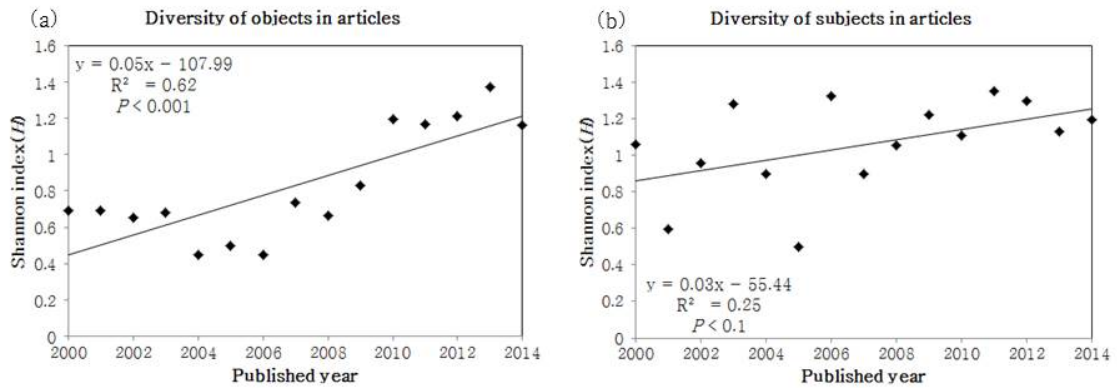 (a)
Diversity of objects in articles
1.6
1.4
1.2
1
0.8
0.6
0.4
0.2
0
Shannon index(H)
y = 0.05x − 107.99
R² = 0.62
P < 0.001
2000 2002 2004 2006 2008 2010 2012 2014
Published year
(b)
Diversity of subjects in articles
1.6
1.4
1.2
1
0.8
0.6
0.4
0.2
0
Shannon index(H)
y = 0.03x − 55.44
R² = 0.25
P < 0.1
2000 2002 2004 2006 2008 2010 2012 2014
Published year